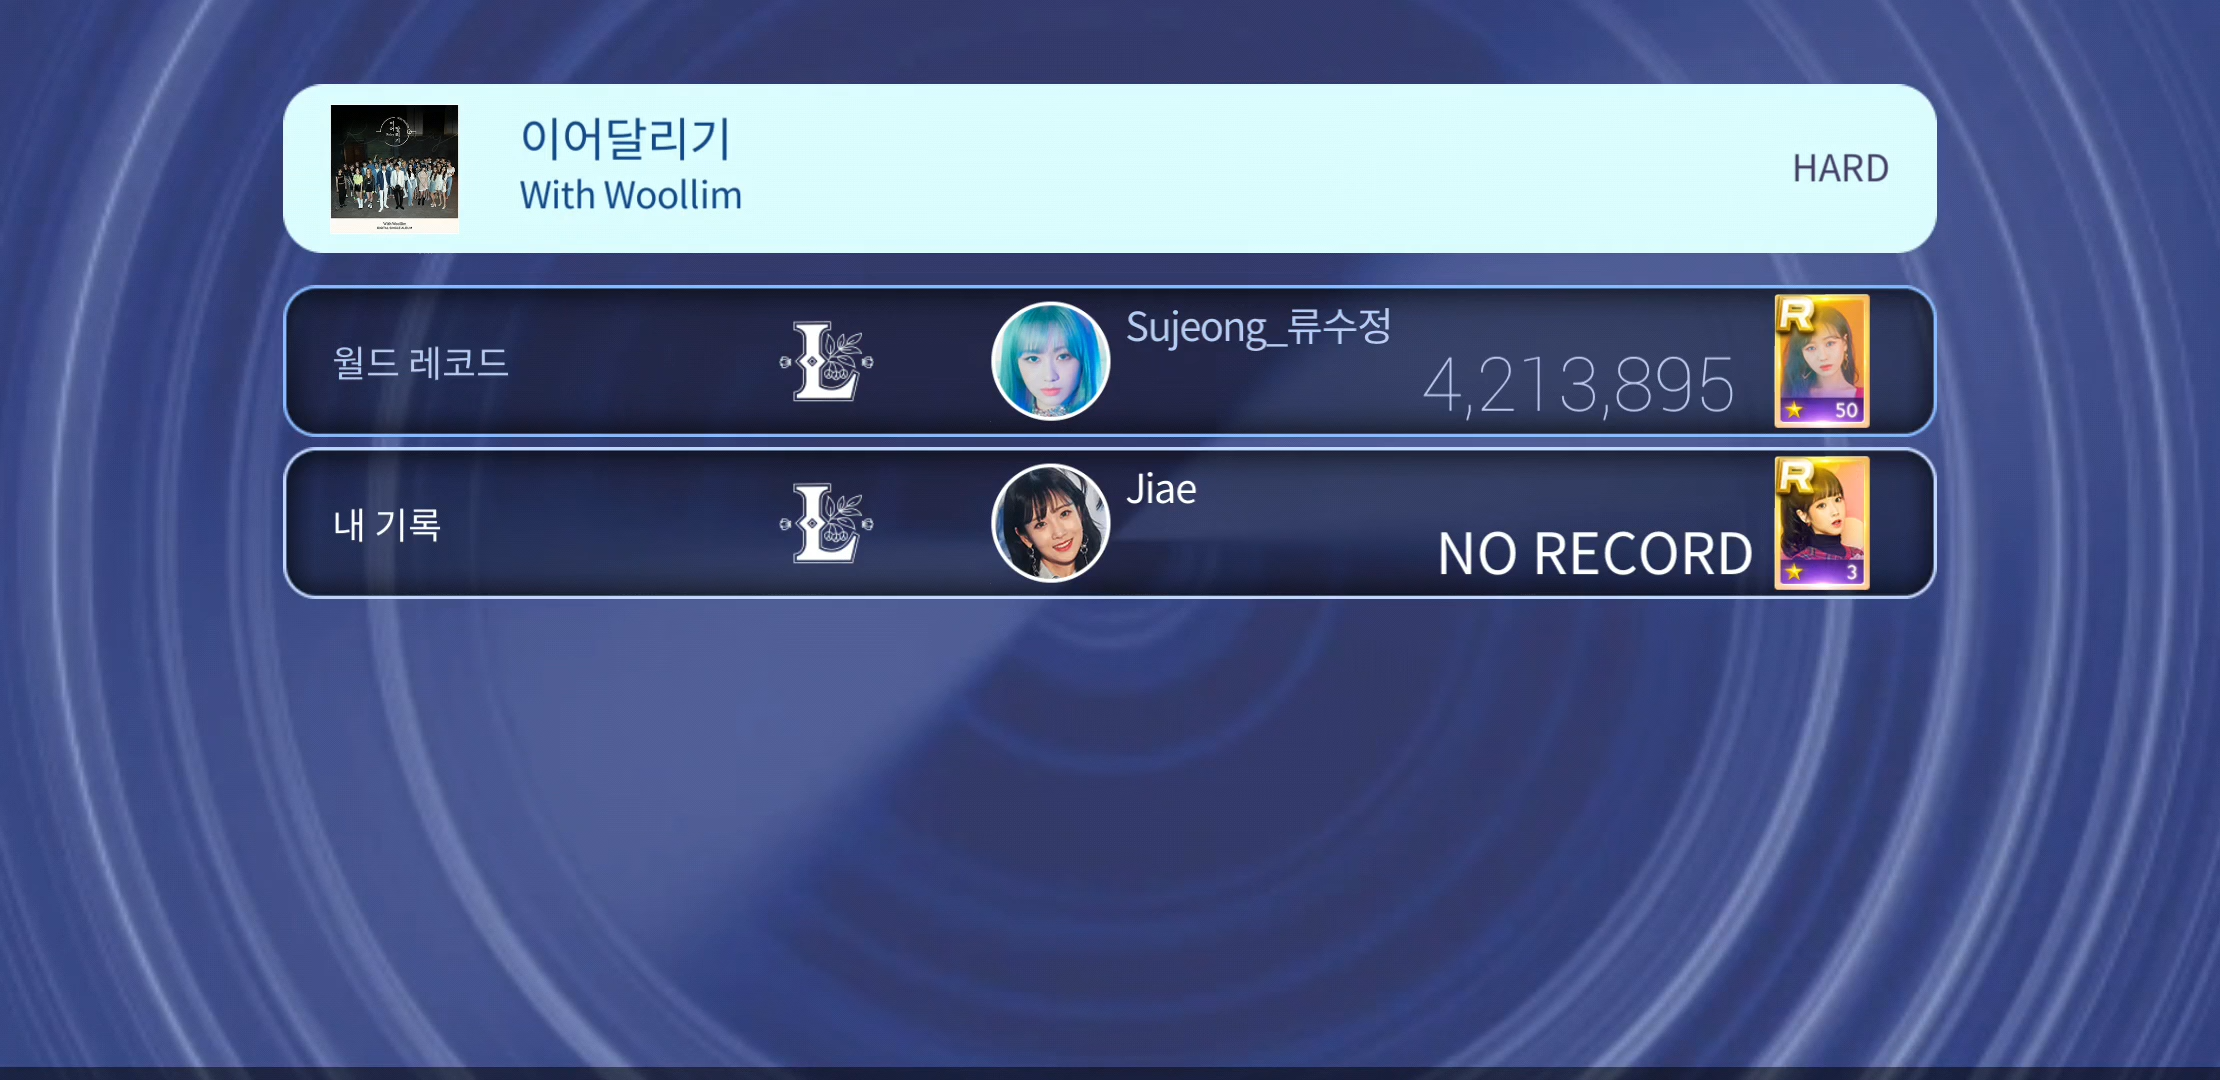 이어달리기
With Woollim
HARD
월드 레코드
L
Sujeong_류수정
4,213,895
R
50
내 기록
L
Jiae
NO RECORD
R
3